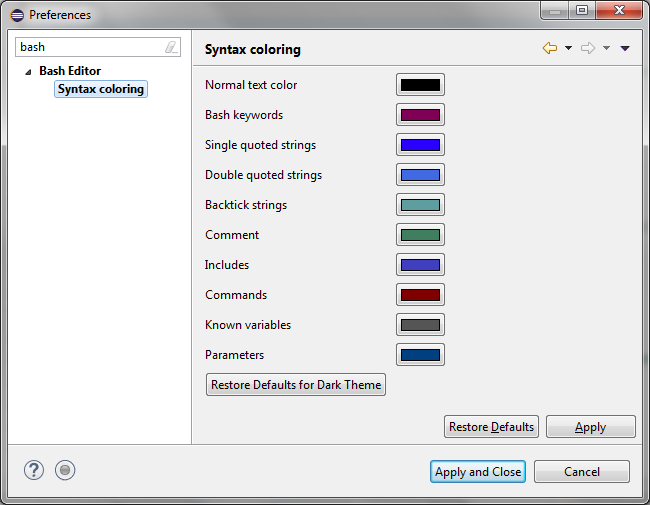 Preferences
bash
Bash Editor
Syntax coloring
Syntax coloring
Normal text color
Bash keywords
Single quoted strings
Double quoted strings
Backtick strings
Comment
Includes
Commands
Known variables
Parameters
Restore Defaults for Dark Theme
Restore Defaults Apply
? Apply and Close Cancel